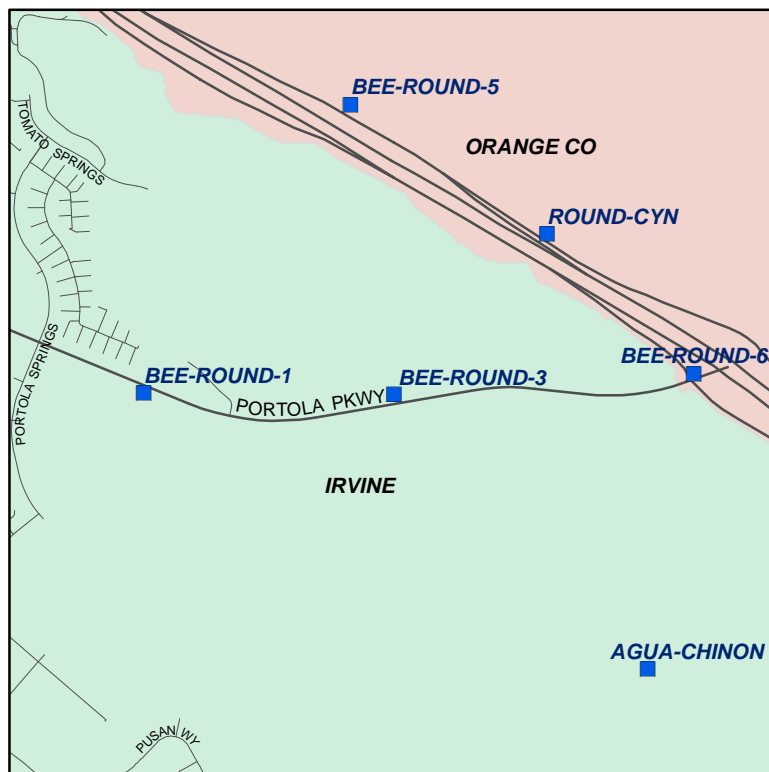 BEE-ROUND-5
TOMATO SPRINGS
ORANGE CO
ROUND-CYN
PORTOLA SPRINGS
BEE-ROUND-6
BEE-ROUND-1
BEE-ROUND-3
PORTOLA PKWY
IRVINE
AGUA-CHINON
PUSAN WY